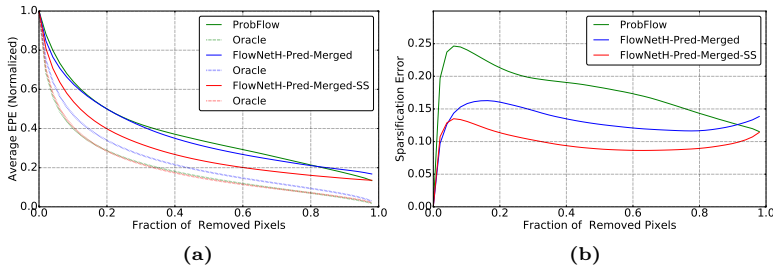 1.0
0.8
0.6
0.4
0.2
0.0
Average EPE (Normalized)
ProbFlow
Oracle
FlowNetH-Pred-Merged
Oracle
FlowNetH-Pred-Merged-SS
Oracle
0.0 0.2 0.4 0.6 0.8 1.0
Fraction of Removed Pixels
(a)
0.25
0.20
0.15
0.10
0.05
0.00
Sparsification Error
ProbFlow
FlowNetH-Pred-Merged
FlowNetH-Pred-Merged-SS
0.0 0.2 0.4 0.6 0.8 1.0
Fraction of Removed Pixels
(b)